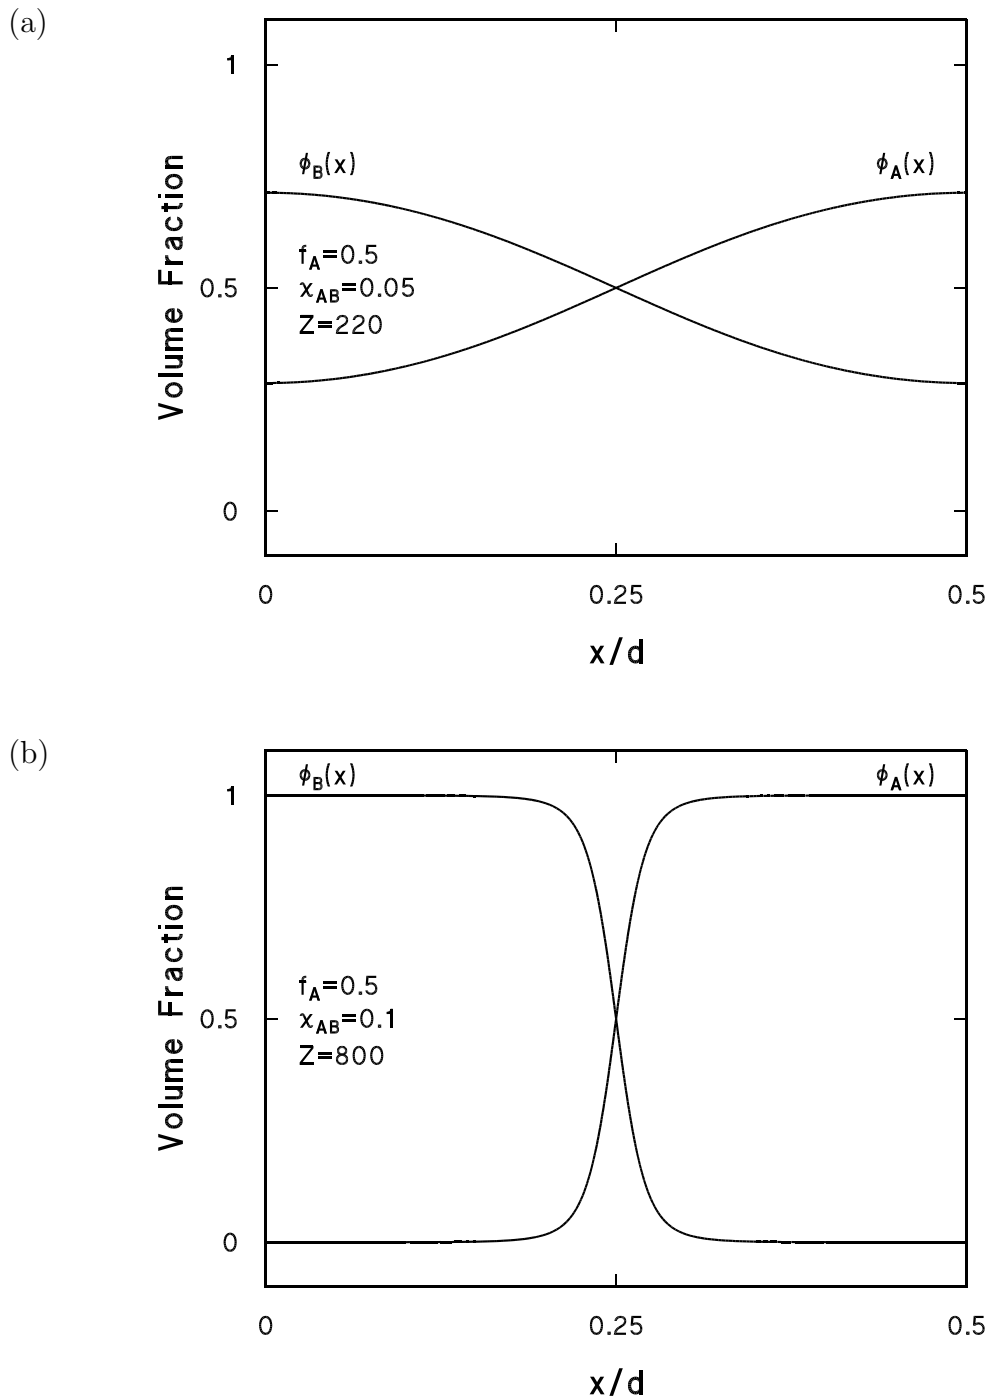 (a)
1
0.5
0
Volume Fraction
ϕB(x)
ϕA(x)
fA=0.5
χAB=0.05
Z=220
0
0.25
0.5
x/d
(b)
1
0.5
0
Volume Fraction
ϕB(x)
ϕA(x)
fA=0.5
χAB=0.1
Z=800
0
0.25
0.5
x/d